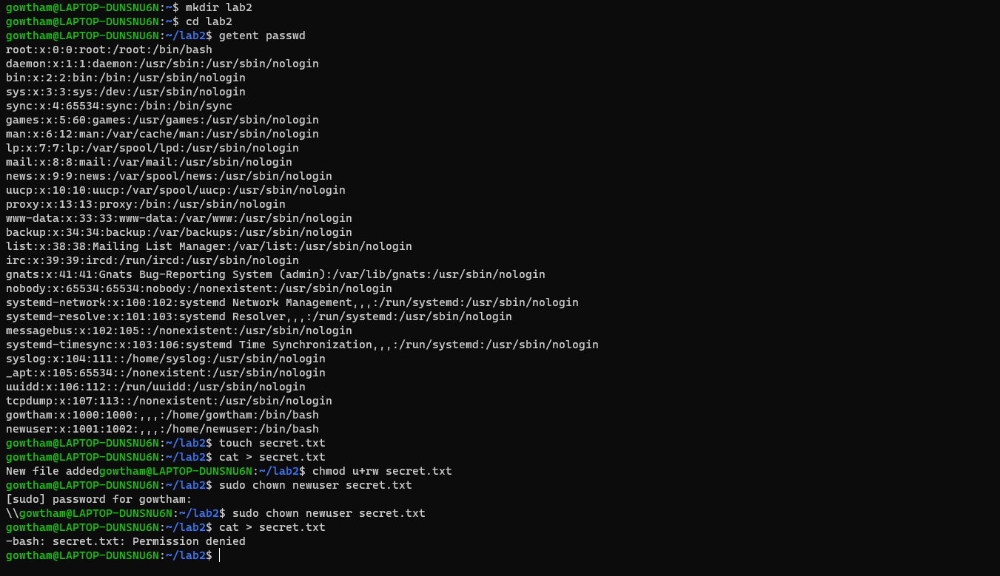 gowtham@LAPTOP-DUNSNU6N:~$ mkdir lab2
gowtham@LAPTOP-DUNSNU6N:~$ cd lab2
gowtham@LAPTOP-DUNSNU6N:~/lab2$ getent passwd
root:x:0:0:root:/root:/bin/bash
daemon:x:1:1:daemon:/usr/sbin:/usr/sbin/nologin
bin:x:2:2:bin:/bin:/usr/sbin/nologin
sys:x:3:3:sys:/dev:/usr/sbin/nologin
sync:x:4:65534:sync:/bin:/bin/sync
games:x:5:60:games:/usr/games:/usr/sbin/nologin
man:x:6:12:man:/var/cache/man:/usr/sbin/nologin
lp:x:7:7:lp:/var/spool/lpd:/usr/sbin/nologin
mail:x:8:8:mail:/var/mail:/usr/sbin/nologin
news:x:9:9:news:/var/spool/news:/usr/sbin/nologin
uucp:x:10:10:uucp:/var/spool/uucp:/usr/sbin/nologin
proxy:x:13:13:proxy:/bin:/usr/sbin/nologin
www-data:x:33:33:www-data:/var/www:/usr/sbin/nologin
backup:x:34:34:backup:/var/backups:/usr/sbin/nologin
list:x:38:38:Mailing List Manager:/var/list:/usr/sbin/nologin
irc:x:39:39:ircd:/run/ircd:/usr/sbin/nologin
gnats:x:41:41:Gnats Bug-Reporting System (admin):/var/lib/gnats:/usr/sbin/nologin
nobody:x:65534:65534:nobody:/nonexistent:/usr/sbin/nologin
systemd-network:x:100:102:systemd Network Management,,,:/run/systemd:/usr/sbin/nologin
systemd-resolve:x:101:103:systemd Resolver,,,:/run/systemd:/usr/sbin/nologin
messagebus:x:102:105::/nonexistent:/usr/sbin/nologin
systemd-timesync:x:103:106:systemd Time Synchronization,,,:/run/systemd:/usr/sbin/nologin
syslog:x:104:111::/home/syslog:/usr/sbin/nologin
_apt:x:105:65534::/nonexistent:/usr/sbin/nologin
uuidd:x:106:112::/run/uuidd:/usr/sbin/nologin
tcpdump:x:107:113::/nonexistent:/usr/sbin/nologin
gowtham:x:1000:1000:,,,:/home/gowtham:/bin/bash
newuser:x:1001:1002:,,,:/home/newuser:/bin/bash
gowtham@LAPTOP-DUNSNU6N:~/lab2$ touch secret.txt
gowtham@LAPTOP-DUNSNU6N:~/lab2$ cat > secret.txt
New file addedgowtham@LAPTOP-DUNSNU6N:~/lab2$ chmod u+rw secret.txt
gowtham@LAPTOP-DUNSNU6N:~/lab2$ sudo chown newuser secret.txt
[sudo] password for gowtham:
\\gowtham@LAPTOP-DUNSNU6N:~/lab2$ sudo chown newuser secret.txt
gowtham@LAPTOP-DUNSNU6N:~/lab2$ cat > secret.txt
-bash: secret.txt: Permission denied
gowtham@LAPTOP-DUNSNU6N:~/lab2$